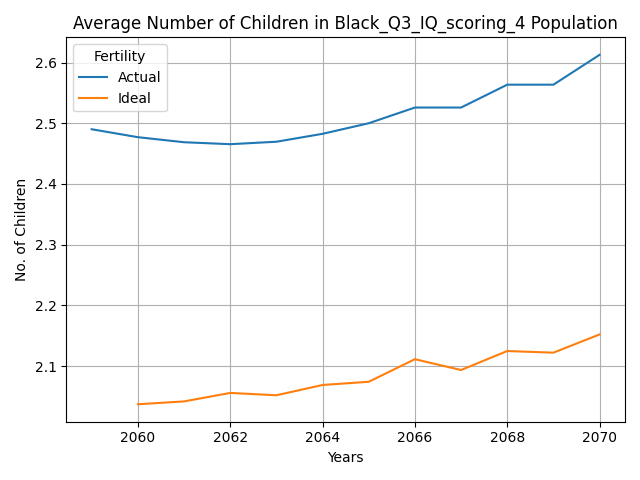 Average Number of Children in Black_Q3_IQ_scoring_4 Population
Fertility
Actual
Ideal
No. of Children
2.6
2.5
2.4
2.3
2.2
2.1
2060 2062 2064 2066 2068 2070
Years